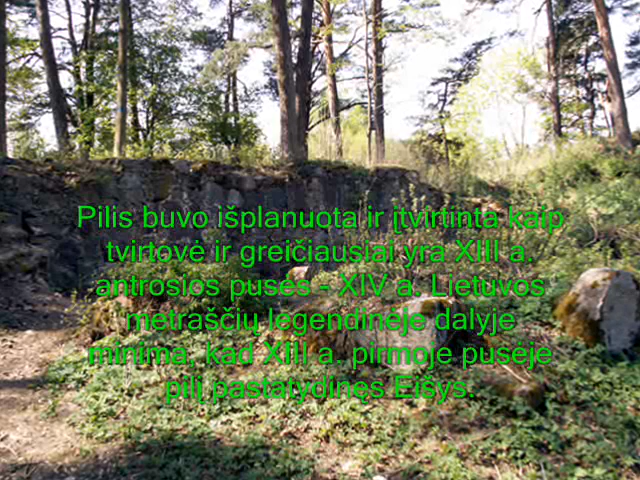 Pilis buvo išplanuota ir įtvirtinta kaip
tvirtovė ir greičiausiai yra XIII a.
antrosios pusės - XIV a. Lietuvos
metraščių legendinėje dalyje
minima, kad XIII a. pirmoje pusėje
pilį pastatydinęs Eišys.